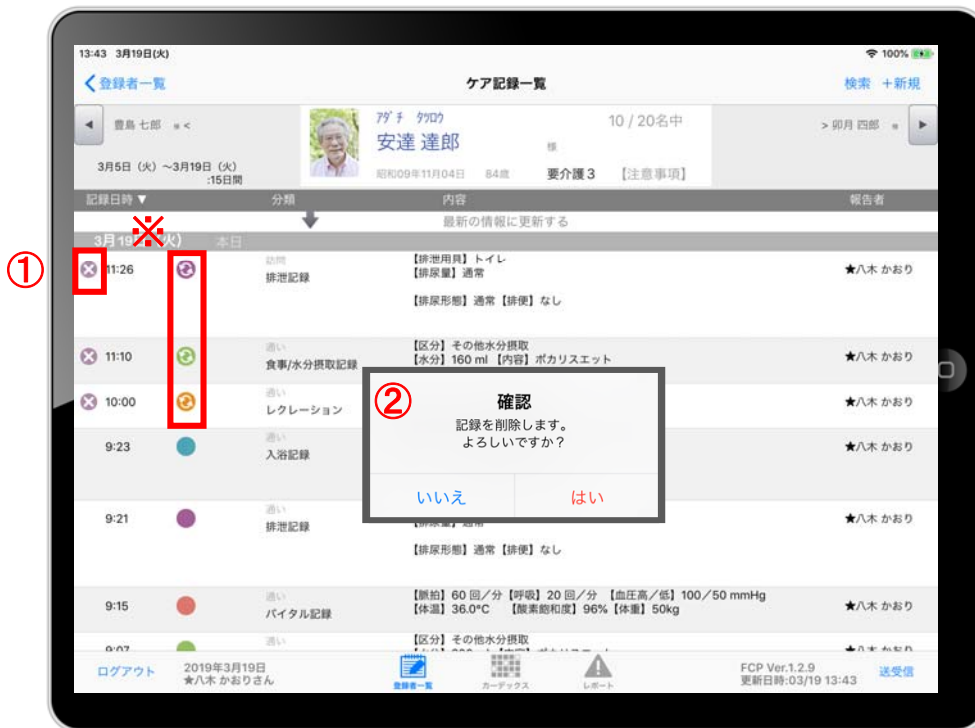 13:43 3月19日(火)
100%
登録者一覧
ケア記録一覧
検索 +新規
豊島 七郎 <
ｱﾀﾞﾁ ﾀﾂﾛｳ
10 / 20名中
> 卯月 四郎
安達 達郎
様
3月5日 (火) ～3月19日 (火)
:15日間
昭和09年11月04日 84歳 要介護3 【注意事項】
記録日時▼ 分類 内容 報告者
最新の情報に更新する
※
3月19 火) 本日
①
11:26
訪問
排泄記録
【排泄用具】トイレ
【排尿量】通常
【排尿形態】通常【排便】なし
★八木 かおり
11:10
通い
食事/水分摂取記録
【区分】その他水分摂取
【水分】160 ml 【内容】ポカリスエット
★八木 かおり
10:00
通い
レクレーション
★八木 かおり
②
確認
記録を削除します。
よろしいですか？
いいえ はい
9:23
通い
入浴記録
★八木 かおり
9:21
通い
排泄記録
【排尿形態】通常【排便】なし
★八木 かおり
9:15
通い
バイタル記録
【脈拍】60 回／分【呼吸】20 回／分 【血圧高／低】100／50 mmHg
【体温】36.0°C 【酸素飽和度】96%【体重】50kg
★八木 かおり
9:07
通い
【区分】その他水分摂取
★八木 かおり
ログアウト
2019年3月19日
★八木 かおりさん
登録者一覧
カーデックス
レポート
FCP Ver.1.2.9
更新日時:03/19 13:43
送受信